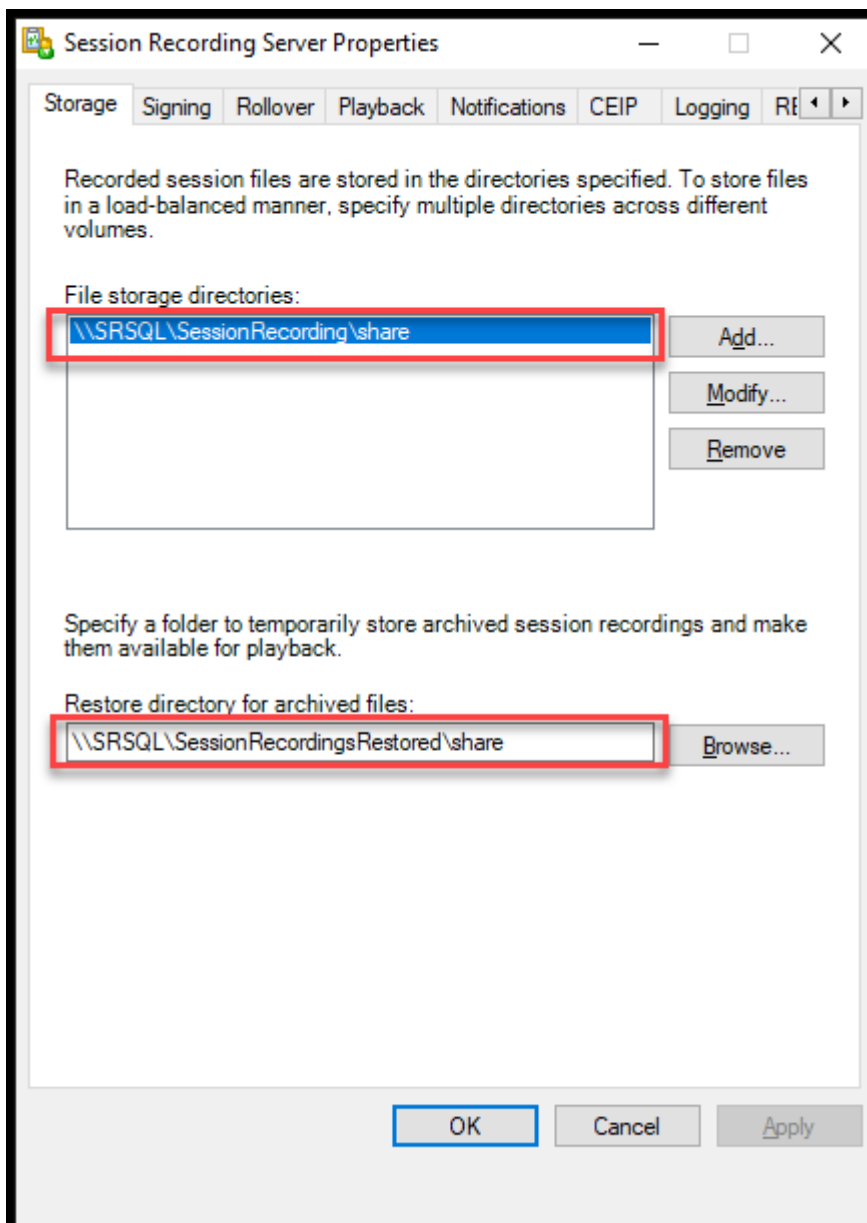 Session Recording Server Properties
Storage Signing Rollover Playback Notifications CEIP Logging
Recorded session files are stored in the directories specified. To store files
in a load-balanced manner, specify multiple directories across different
volumes.
File storage directories:
\\SRSQL\SessionRecording\share
Add...
Modify...
Remove
Specify a folder to temporarily store archived session recordings and make
them available for playback.
Restore directory for archived files:
\\SRSQL\SessionRecordingsRestored\share
Browse...
OK Cancel Apply